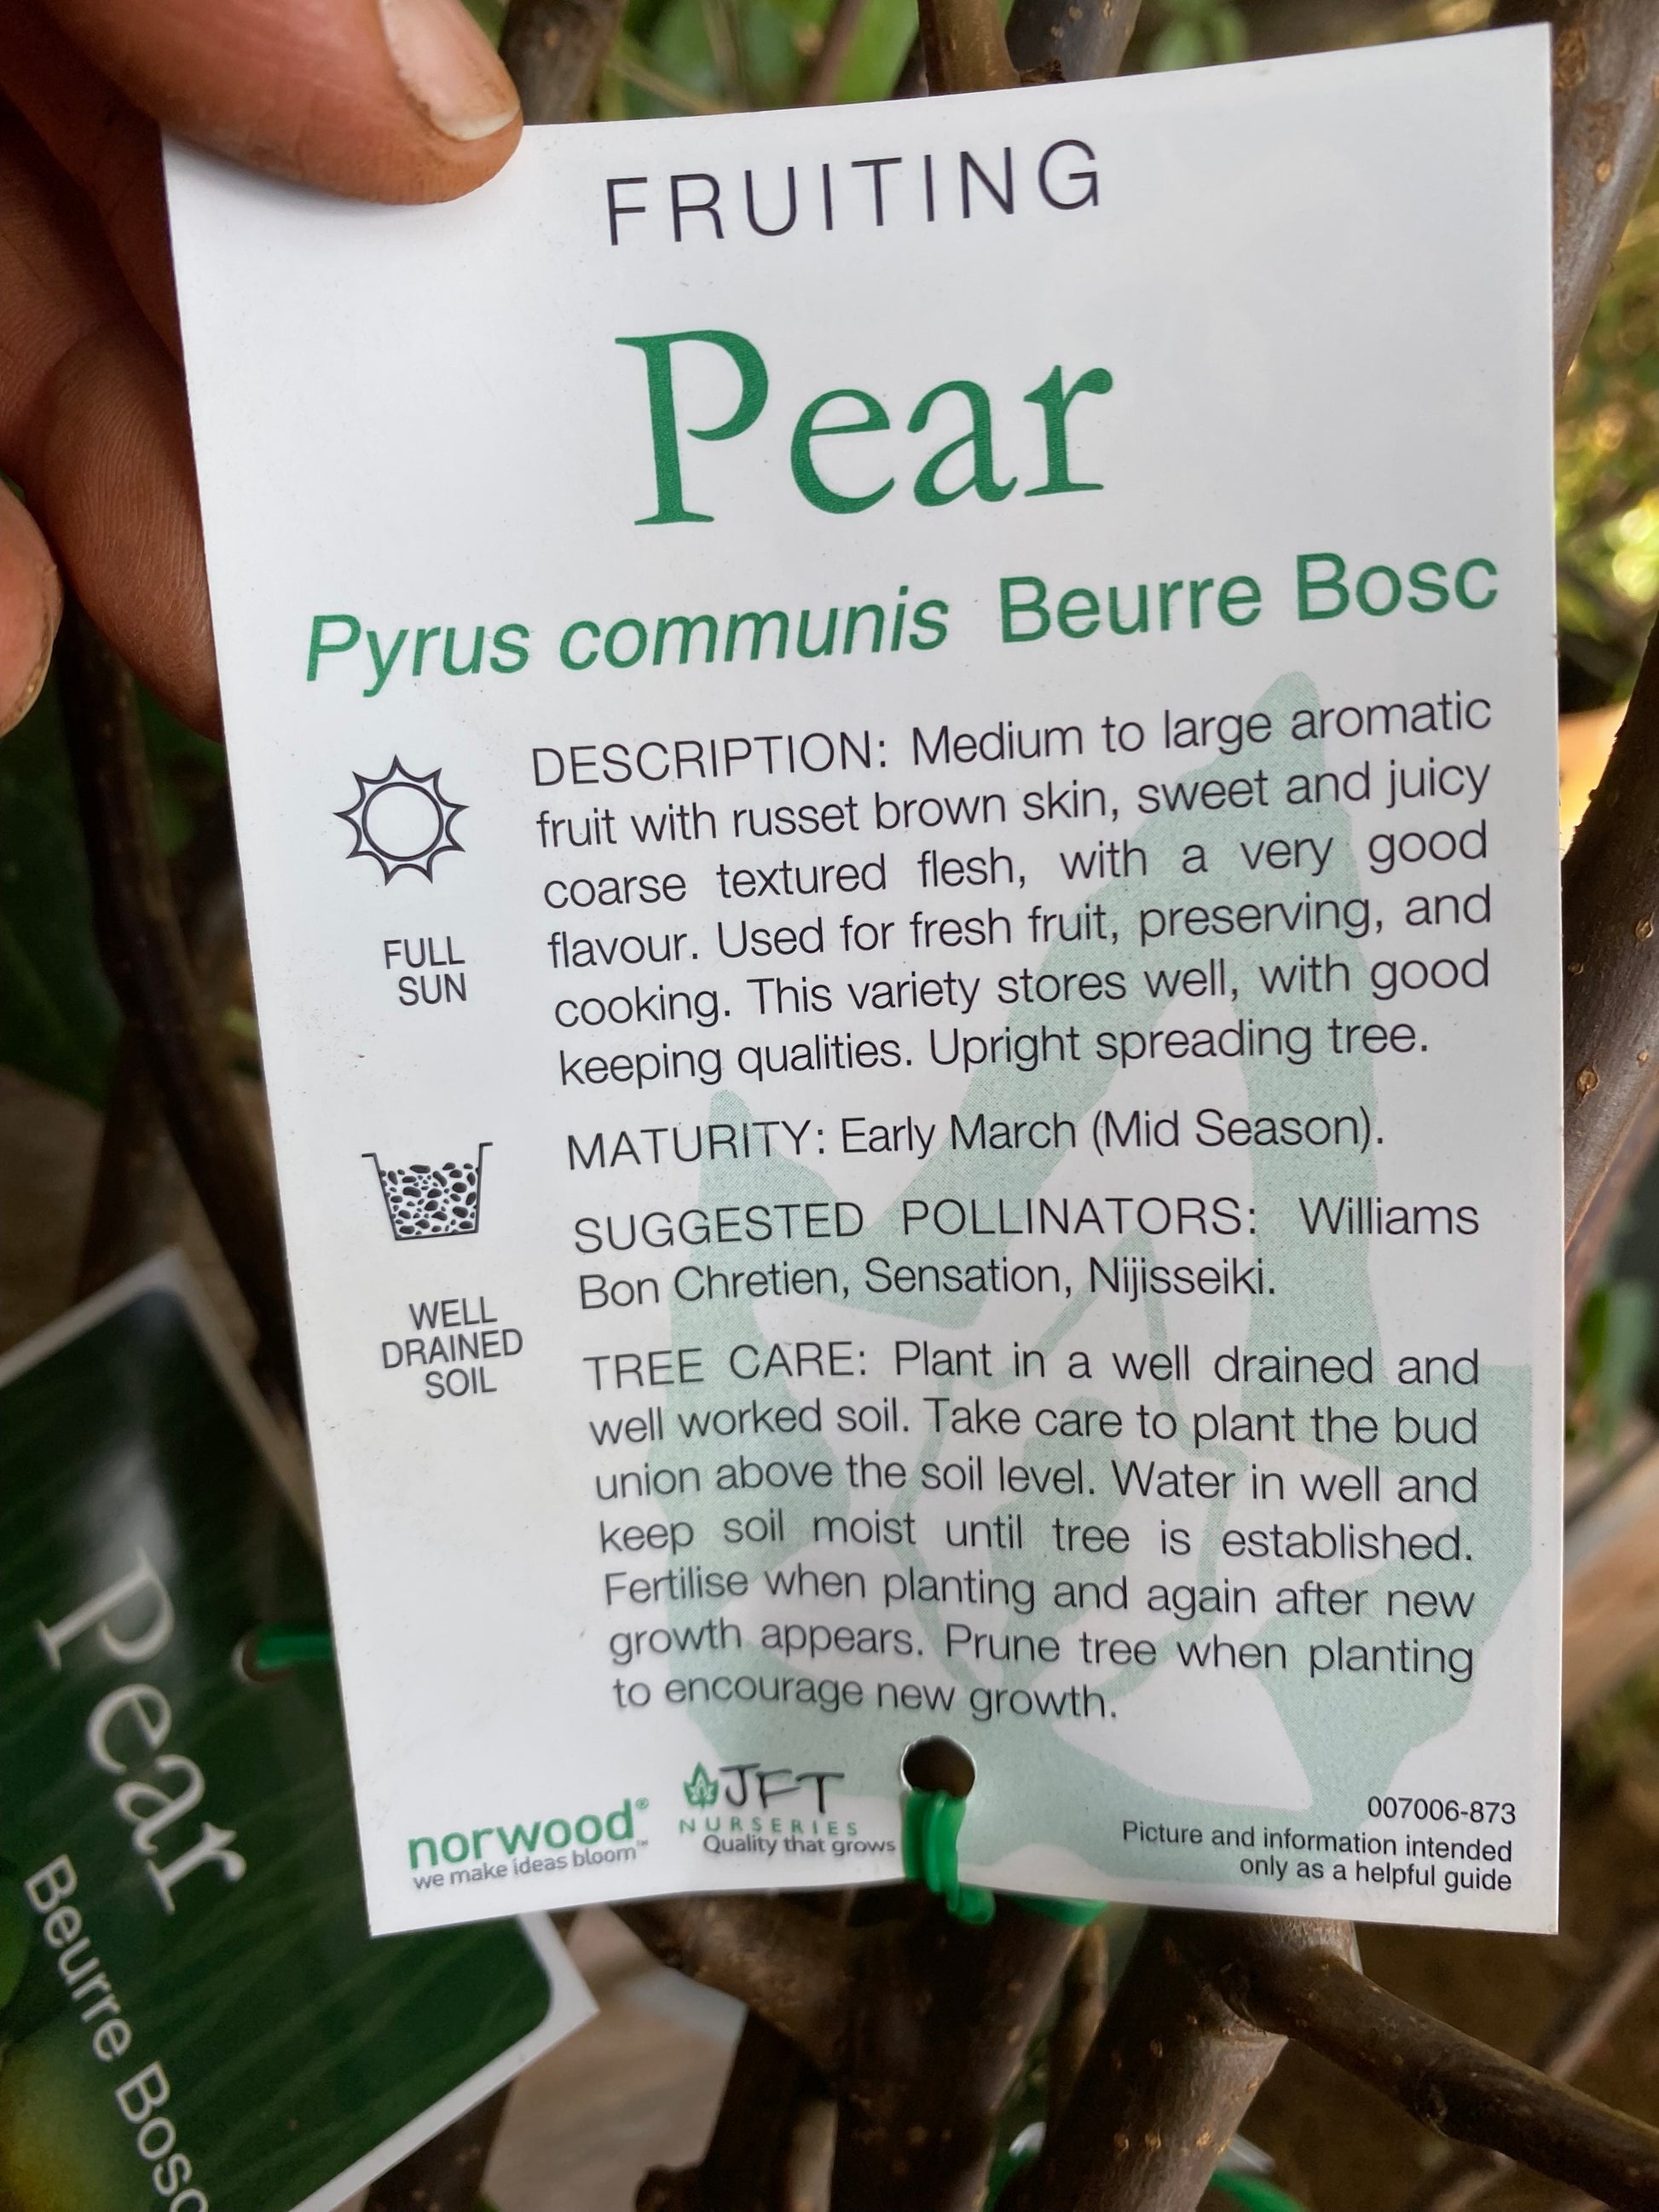 FRUITING
Pear
Pyrus communis Beurre Bosc
FULL
SUN
DESCRIPTION: Medium to large aromatic
fruit with russet brown skin, sweet and juicy
coarse textured flesh, with a very good
flavour. Used for fresh fruit, preserving, and
cooking. This variety stores well, with good
keeping qualities. Upright spreading tree.
MATURITY: Early March (Mid Season).
SUGGESTED POLLINATORS: Williams
Bon Chretien, Sensation, Nijisseiki.
WELL
DRAINED
SOIL
TREE CARE: Plant in a well drained and
well worked soil. Take care to plant the bud
union above the soil level. Water in well and
keep soil moist until tree is established.
Fertilise when planting and again after new
growth appears. Prune tree when planting
to encourage new growth.
norwood®
we make ideas bloom™
JFT
NURSERIES
Quality that grows
007006-873
Picture and information intended
only as a helpful guide
Pear
Beurre Bosc